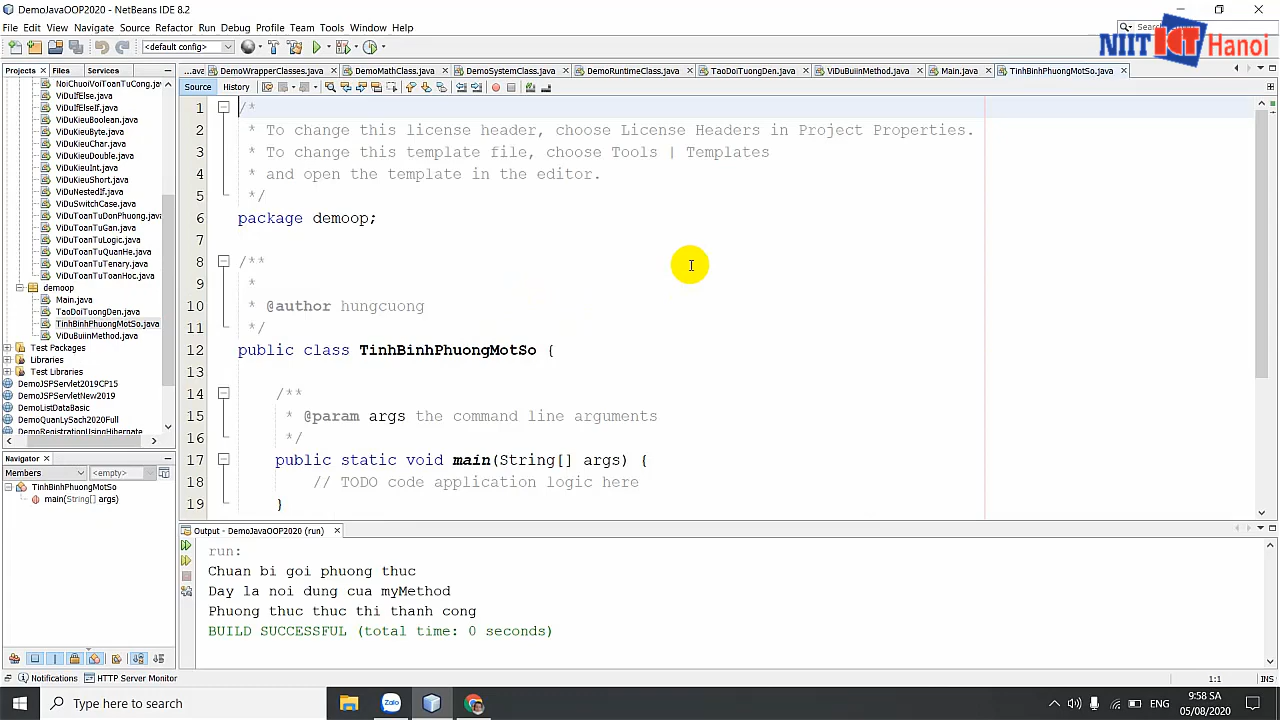 DemoJavaOOP2020 - NetBeans IDE 8.2
File Edit View Navigate Source Refactor Run Debug Profile Team Tools Window Help
NIIT ICT Hanoi
<default config>
Projects Files Services
...ava DemoWrapperClasses.java DemoMathClass.java DemoSystemClass.java DemoRuntimeClass.java TaoDoiTuongDen.java ViDuBuiinMethod.java Main.java TinhBinhPhuongMotSo.java
Source History
NoiChuoiVoiToanTuCong.java
ViDuIfElse.java
ViDuIfElseIf.java
ViDuKieuBoolean.java
ViDuKieuByte.java
ViDuKieuChar.java
ViDuKieuDouble.java
ViDuKieuInt.java
ViDuKieuShort.java
ViDuNestedIf.java
ViDuSwitchCase.java
ViDuToanTuDonPhuong.java
ViDuToanTuGan.java
ViDuToanTuLogic.java
ViDuToanTuQuanHe.java
ViDuToanTuTenary.java
ViDuToanTuToanHoc.java
demoop
Main.java
TaoDoiTuongDen.java
TinhBinhPhuongMotSo.java
ViDuBuiinMethod.java
Test Packages
Libraries
Test Libraries
DemoJSPServlet2019CP15
DemoJSPServletNew2019
DemoListDataBasic
DemoQuanLySach2020Full
DemoRegistrationUsingHibernate
Navigator
Members <empty>
TinhBinhPhuongMotSo
main(String[] args)
1 /*
2 * To change this license header, choose License Headers in Project Properties.
3 * To change this template file, choose Tools | Templates
4 * and open the template in the editor.
5 */
6 package demoop;
7
8 /**
9 *
10 * @author hungcuong
11 */
12 public class TinhBinhPhuongMotSo {
13
14 /**
15 * @param args the command line arguments
16 */
17 public static void main(String[] args) {
18 // TODO code application logic here
19 }
Output - DemoJavaOOP2020 (run)
run:
Chuan bi goi phuong thuc
Day la noi dung cua myMethod
Phuong thuc thuc thi thanh cong
BUILD SUCCESSFUL (total time: 0 seconds)
Notifications HTTP Server Monitor
1:1 INS
Type here to search
Zalo
ENG
9:58 SA
05/08/2020